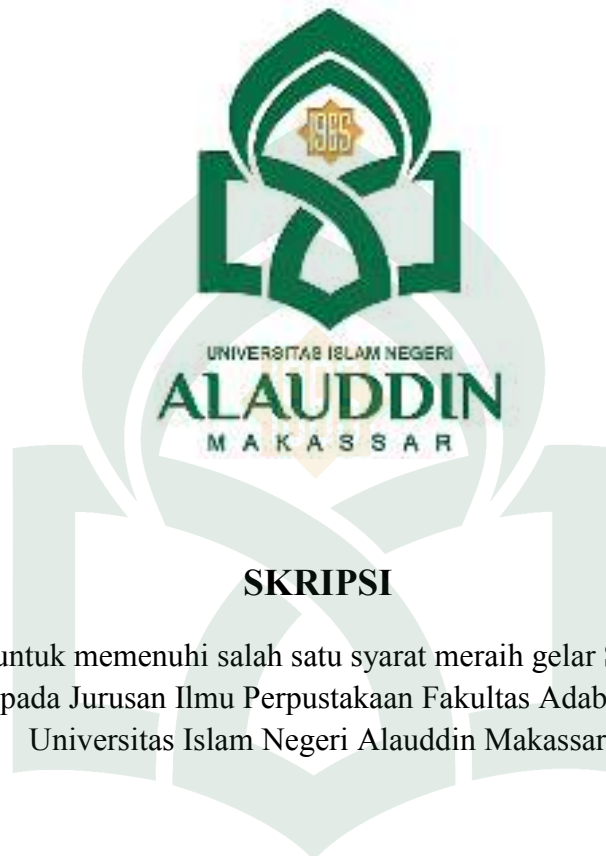 1965
UNIVERSITAS ISLAM NEGERI
ALAUDDIN
MAKASSAR
SKRIPSI
untuk memenuhi salah satu syarat meraih gelar S
pada Jurusan Ilmu Perpustakaan Fakultas Adab
Universitas Islam Negeri Alauddin Makassar